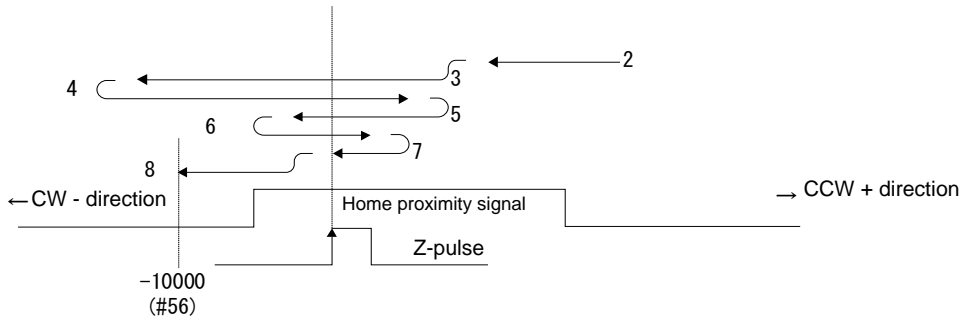 2
3
4
5
6
7
8
←CW - direction
Home proximity signal
→ CCW + direction
Z-pulse
-10000
(#56)